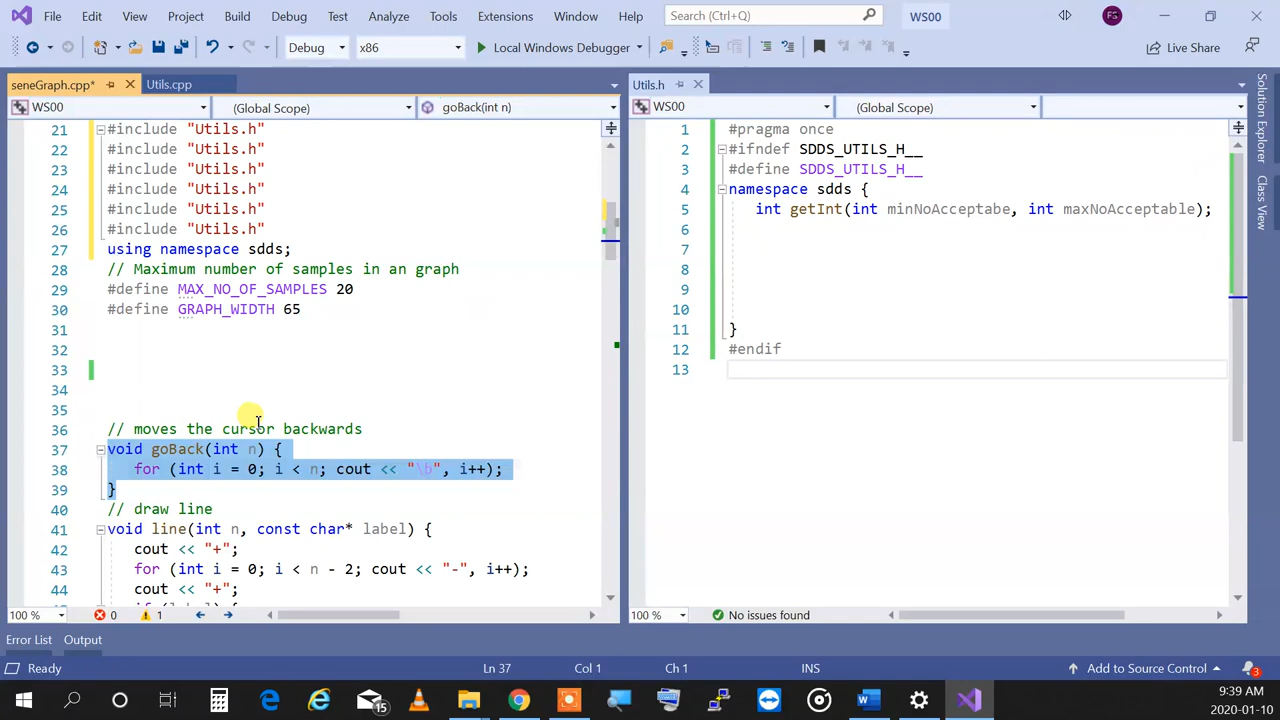 File Edit View Project Build Debug Test Analyze Tools Extensions Window Help Search (Ctrl+Q) WS00 FS
Debug x86 Local Windows Debugger Live Share
seneGraph.cpp* Utils.cpp Utils.h
WS00 (Global Scope) goBack(int n) WS00 (Global Scope)
21 #include "Utils.h"
22 #include "Utils.h"
23 #include "Utils.h"
24 #include "Utils.h"
25 #include "Utils.h"
26 #include "Utils.h"
27 using namespace sdds;
28 // Maximum number of samples in an graph
29 #define MAX_NO_OF_SAMPLES 20
30 #define GRAPH_WIDTH 65
31
32
33
34
35
36 // moves the cursor backwards
37 void goBack(int n) {
38 for (int i = 0; i < n; cout << "\b", i++);
39 }
40 // draw line
41 void line(int n, const char* label) {
42 cout << "+";
43 for (int i = 0; i < n - 2; cout << "-", i++);
44 cout << "+";
1 #pragma once
2 #ifndef SDDS_UTILS_H__
3 #define SDDS_UTILS_H__
4 namespace sdds {
5 int getInt(int minNoAcceptabe, int maxNoAcceptable);
6
7
8
9
10
11 }
12 #endif
13
Solution Explorer
Class View
100 % 0 1 100 % No issues found
Error List Output
Ready Ln 37 Col 1 Ch 1 INS Add to Source Control 3
15
3:39 AM
2020-01-10